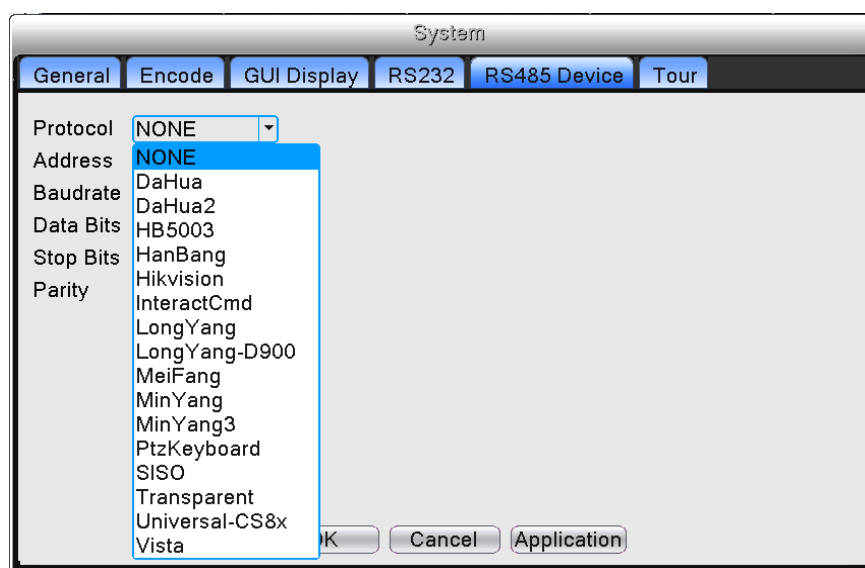 System
General Encode GUI Display RS232 RS485 Device Tour
Protocol NONE
Address NONE
DaHua
Baudrate
DaHua2
Data Bits HB5003
Stop Bits HanBang
Hikvision
Parity
InteractCmd
LongYang
LongYang-D900
MeiFang
MinYang
MinYang3
PtzKeyboard
SISO
Transparent
Universal-CS8x
Vista
Cancel Application